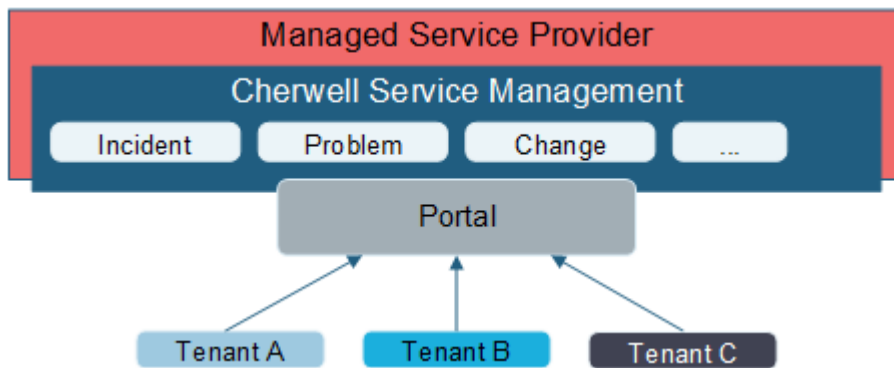 Managed Service Provider
Cherwell Service Management
Incident
Problem
Change
...
Portal
Tenant A
Tenant B
Tenant C